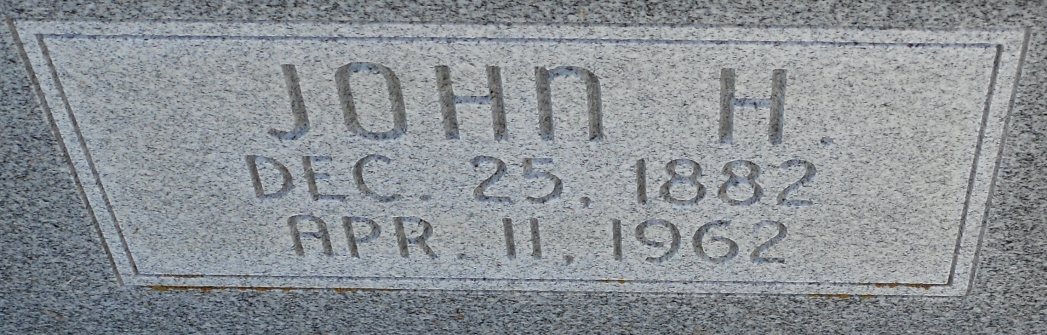 JOHN H.
DEC. 25, 1882
APR. 11, 1962